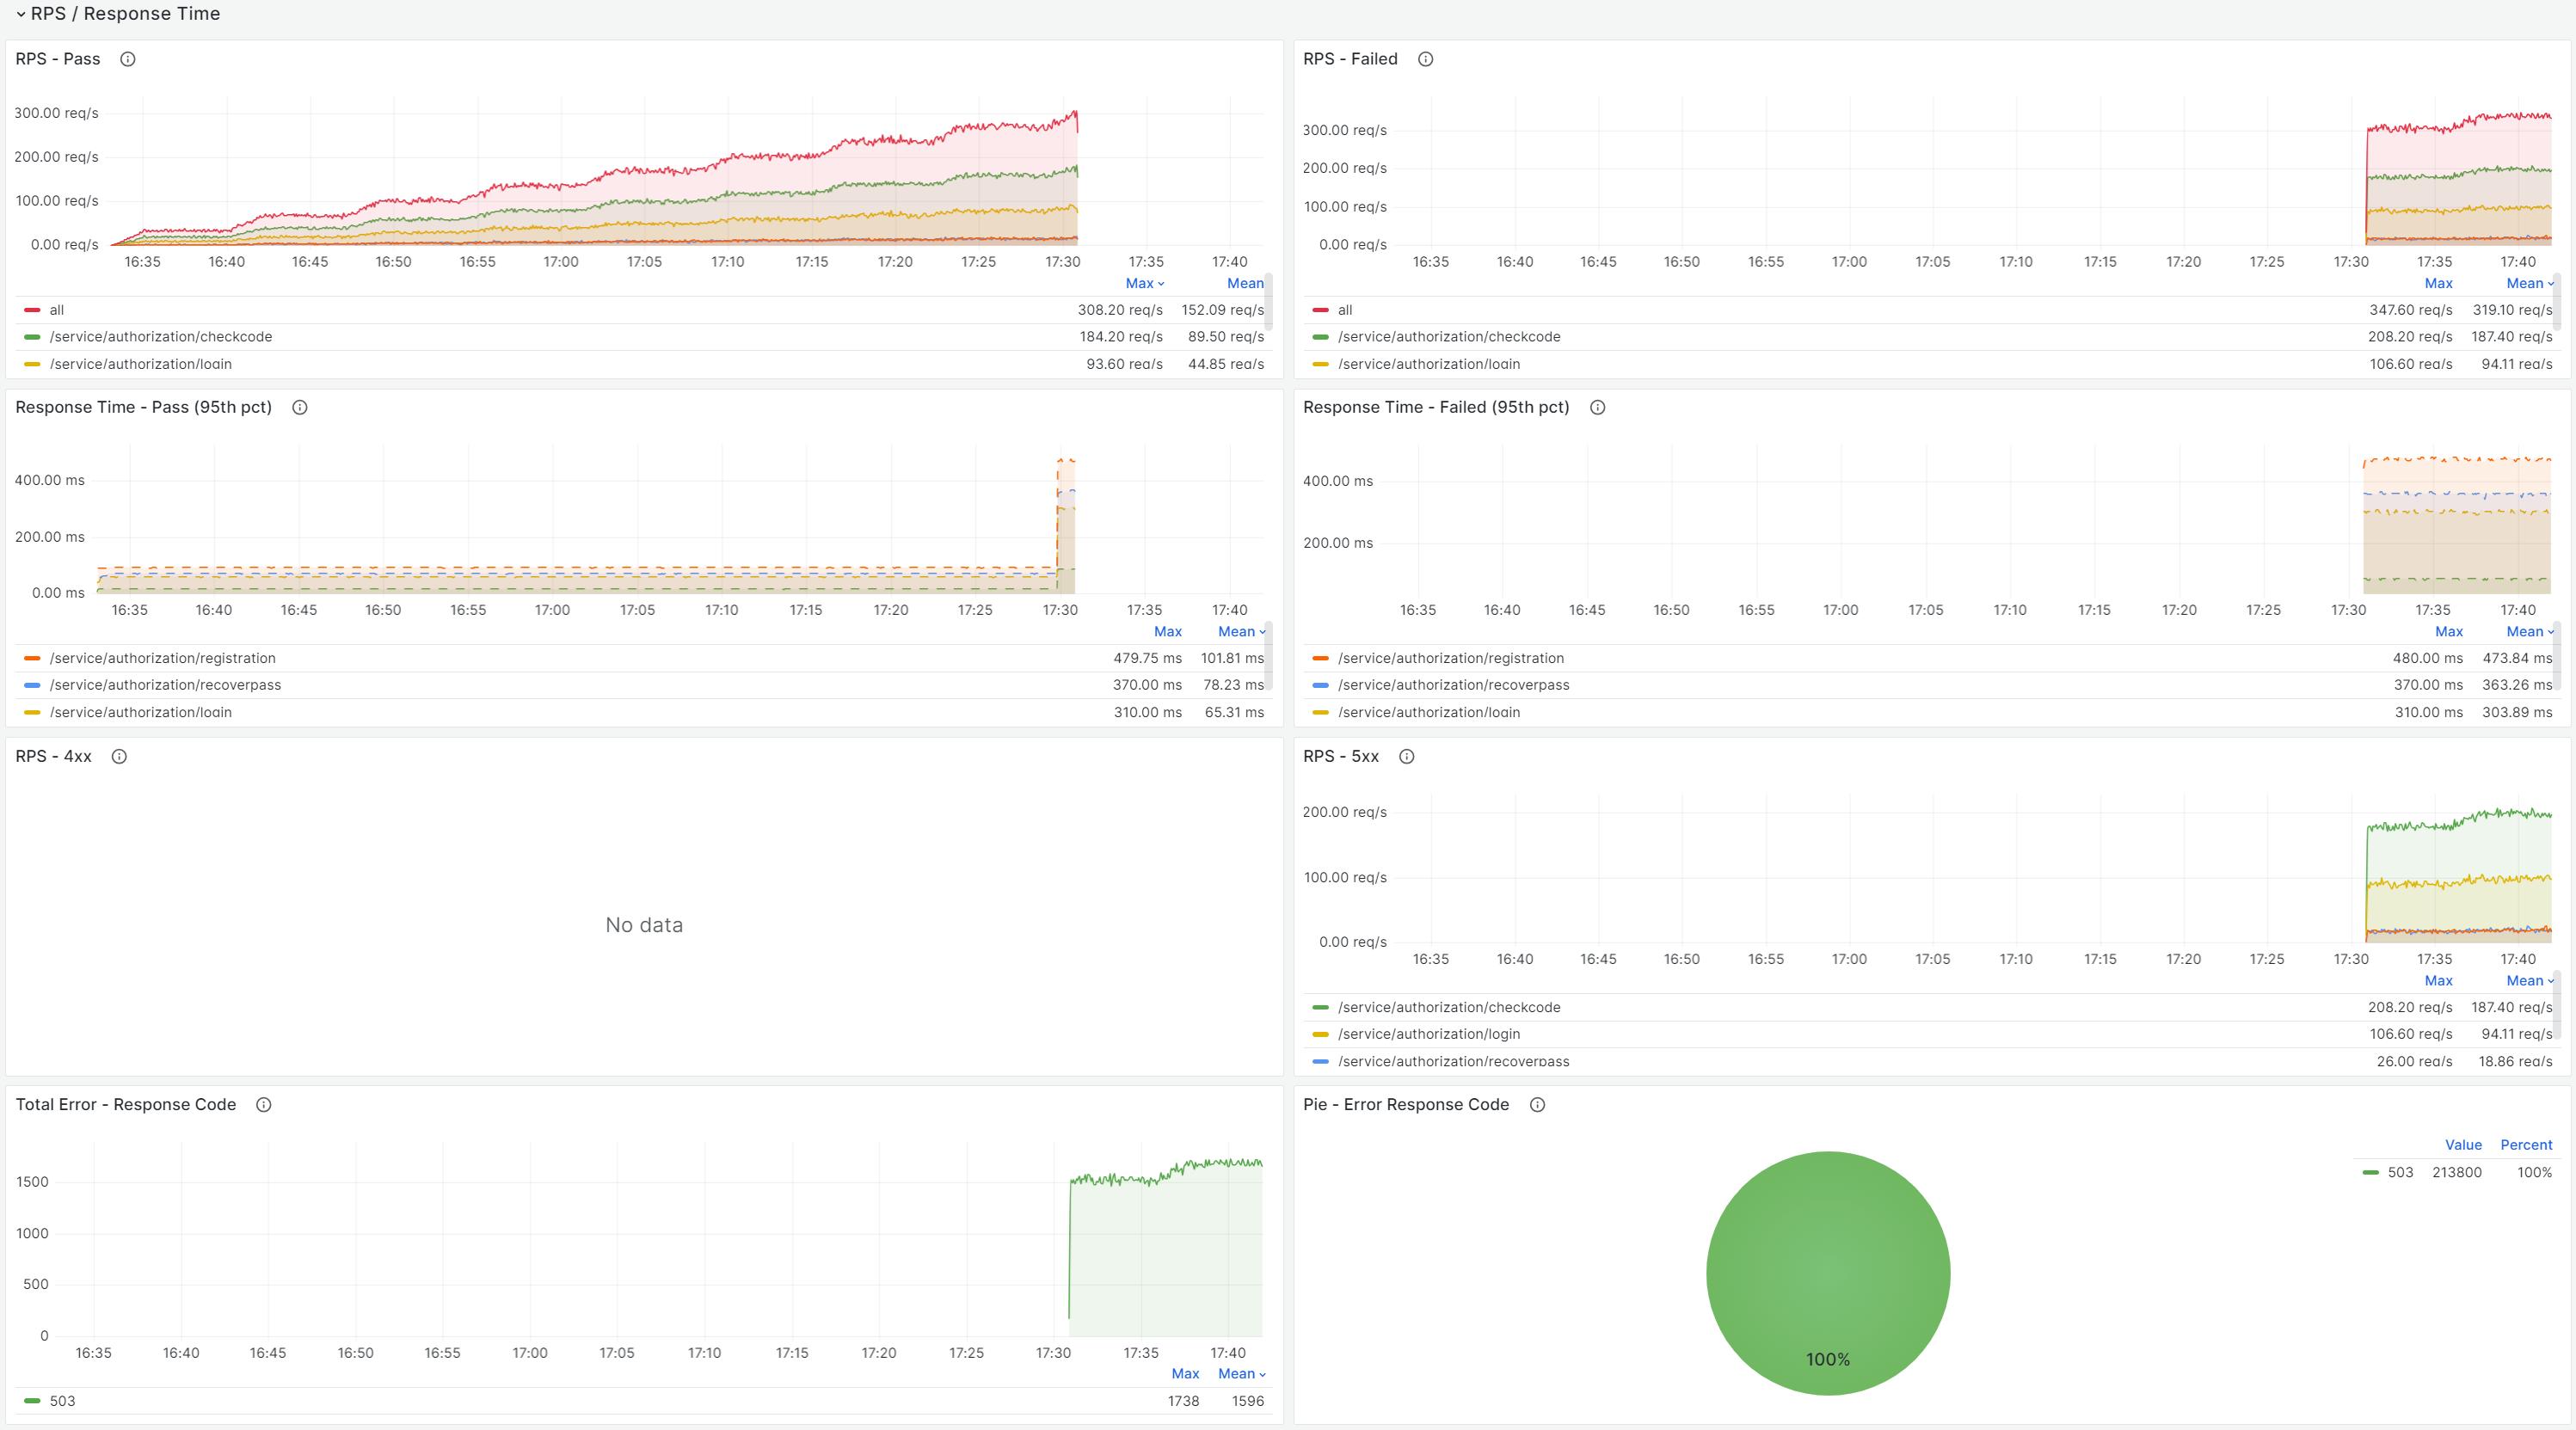 RPS / Response Time
RPS - Pass
300.00 req/s
200.00 req/s
100.00 req/s
0.00 req/s
16:35 16:40 16:45 16:50 16:55 17:00 17:05 17:10 17:15 17:20 17:25 17:30 17:35 17:40
Max Mean
all 308.20 req/s 152.09 req/s
/service/authorization/checkcode 184.20 req/s 89.50 req/s
/service/authorization/login 93.60 req/s 44.85 req/s
RPS - Failed
300.00 req/s
200.00 req/s
100.00 req/s
0.00 req/s
16:35 16:40 16:45 16:50 16:55 17:00 17:05 17:10 17:15 17:20 17:25 17:30 17:35 17:40
Max Mean
all 347.60 req/s 319.10 req/s
/service/authorization/checkcode 208.20 req/s 187.40 req/s
/service/authorization/login 106.60 req/s 94.11 req/s
Response Time - Pass (95th pct)
400.00 ms
200.00 ms
0.00 ms
16:35 16:40 16:45 16:50 16:55 17:00 17:05 17:10 17:15 17:20 17:25 17:30 17:35 17:40
Max Mean
/service/authorization/registration 479.75 ms 101.81 ms
/service/authorization/recoverpass 370.00 ms 78.23 ms
/service/authorization/login 310.00 ms 65.31 ms
Response Time - Failed (95th pct)
400.00 ms
200.00 ms
16:35 16:40 16:45 16:50 16:55 17:00 17:05 17:10 17:15 17:20 17:25 17:30 17:35 17:40
Max Mean
/service/authorization/registration 480.00 ms 473.84 ms
/service/authorization/recoverpass 370.00 ms 363.26 ms
/service/authorization/login 310.00 ms 303.89 ms
RPS - 4xx
No data
RPS - 5xx
200.00 req/s
100.00 req/s
0.00 req/s
16:35 16:40 16:45 16:50 16:55 17:00 17:05 17:10 17:15 17:20 17:25 17:30 17:35 17:40
Max Mean
/service/authorization/checkcode 208.20 req/s 187.40 req/s
/service/authorization/login 106.60 req/s 94.11 req/s
/service/authorization/recoverpass 26.00 req/s 18.86 req/s
Total Error - Response Code
1500
1000
500
0
16:35 16:40 16:45 16:50 16:55 17:00 17:05 17:10 17:15 17:20 17:25 17:30 17:35 17:40
Max Mean
503 1738 1596
Pie - Error Response Code
Value Percent
503 213800 100%
100%